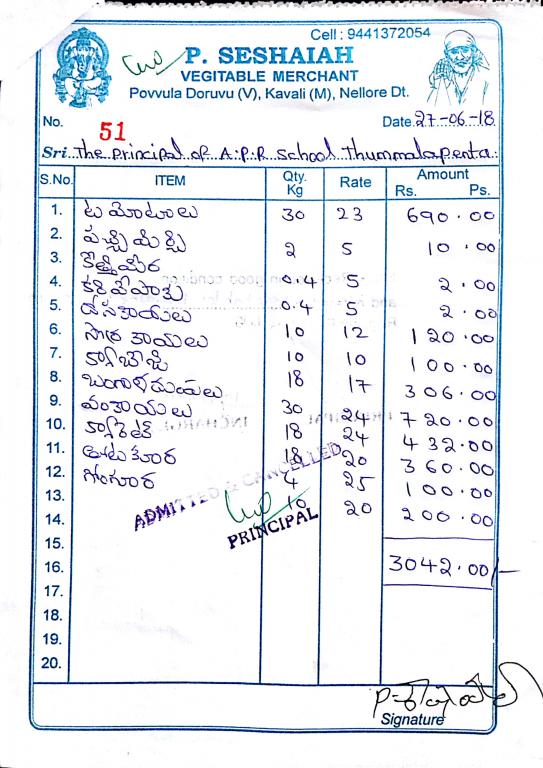 Cell : 9441372054
P. SESHAIAH
VEGITABLE MERCHANT
Povvula Doruvu (V), Kavali (M), Nellore Dt.
No. 51 Date 27-06-18
Sri. The principal of A.P.R school Thummalapenta.
S.No. ITEM Qty. Kg Rate Amount Rs. Ps.
1. టమోటాలు 30 23 690.00
2. పచ్చిమిర్చి 2 5 10.00
3. కొత్తిమీర 0.4 5 2.00
4. కరివేపాకు 0.4 5 2.00
5. దోసకాయలు 10 12 120.00
6. సొర కాయలు 10 10 100.00
7. క్యాబేజి 18 17 306.00
8. బంగాళదుంపలు 30 24 720.00
9. వంకాయలు 18 24 432.00
10. క్యారెట్ 18 20 360.00
11. తోటకూర 4 25 100.00
12. గోంగూర 10 20 200.00
13.
14.
15.
16. 3042.00/-
17.
18.
19.
20.
ADMITTED & CANCELLED
PRINCIPAL
Signature